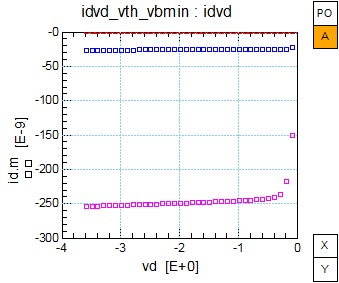 idvd_vth_vbmin : idvd
PO
A
-0
-50
-100
-150
-200
-250
-300
id.m [E-9]
-4 -3 -2 -1 0
vd [E+0]
X
Y